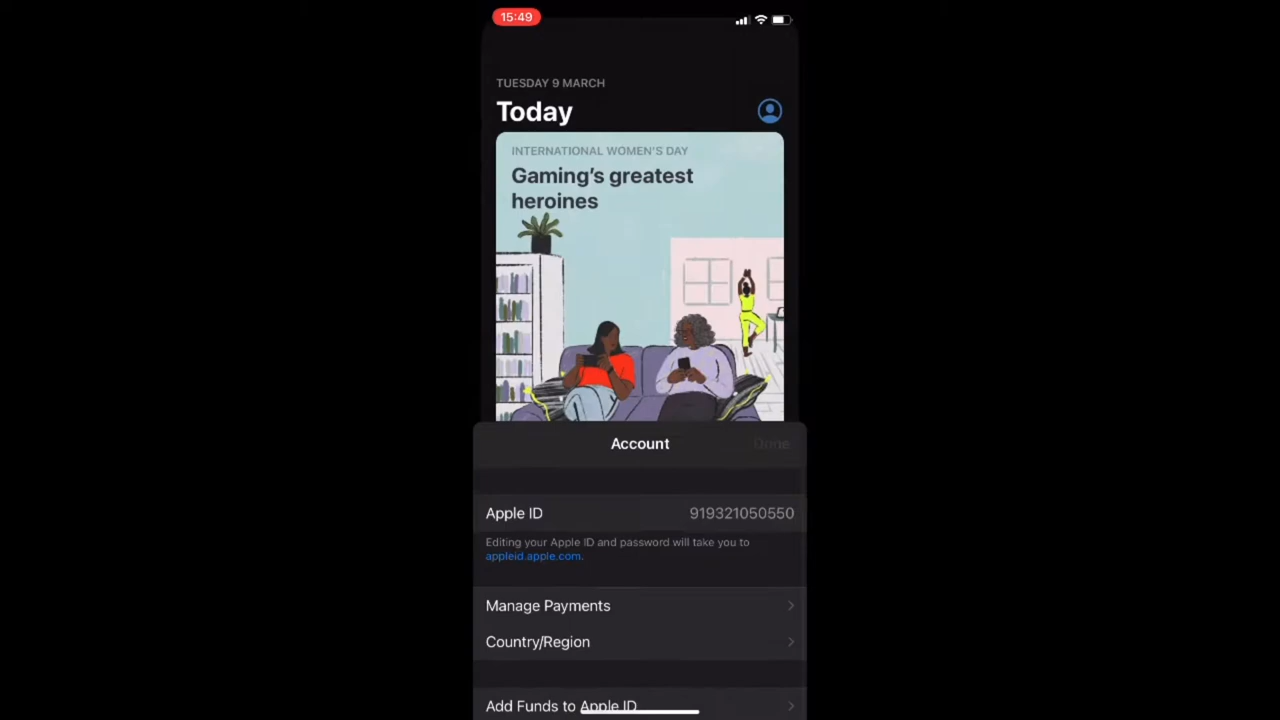 15:49
TUESDAY 9 MARCH
Today
INTERNATIONAL WOMEN'S DAY
Gaming's greatest
heroines
Account
Done
Apple ID
919321050550
Editing your Apple ID and password will take you to
appleid.apple.com.
Manage Payments
Country/Region
Add Funds to Apple ID